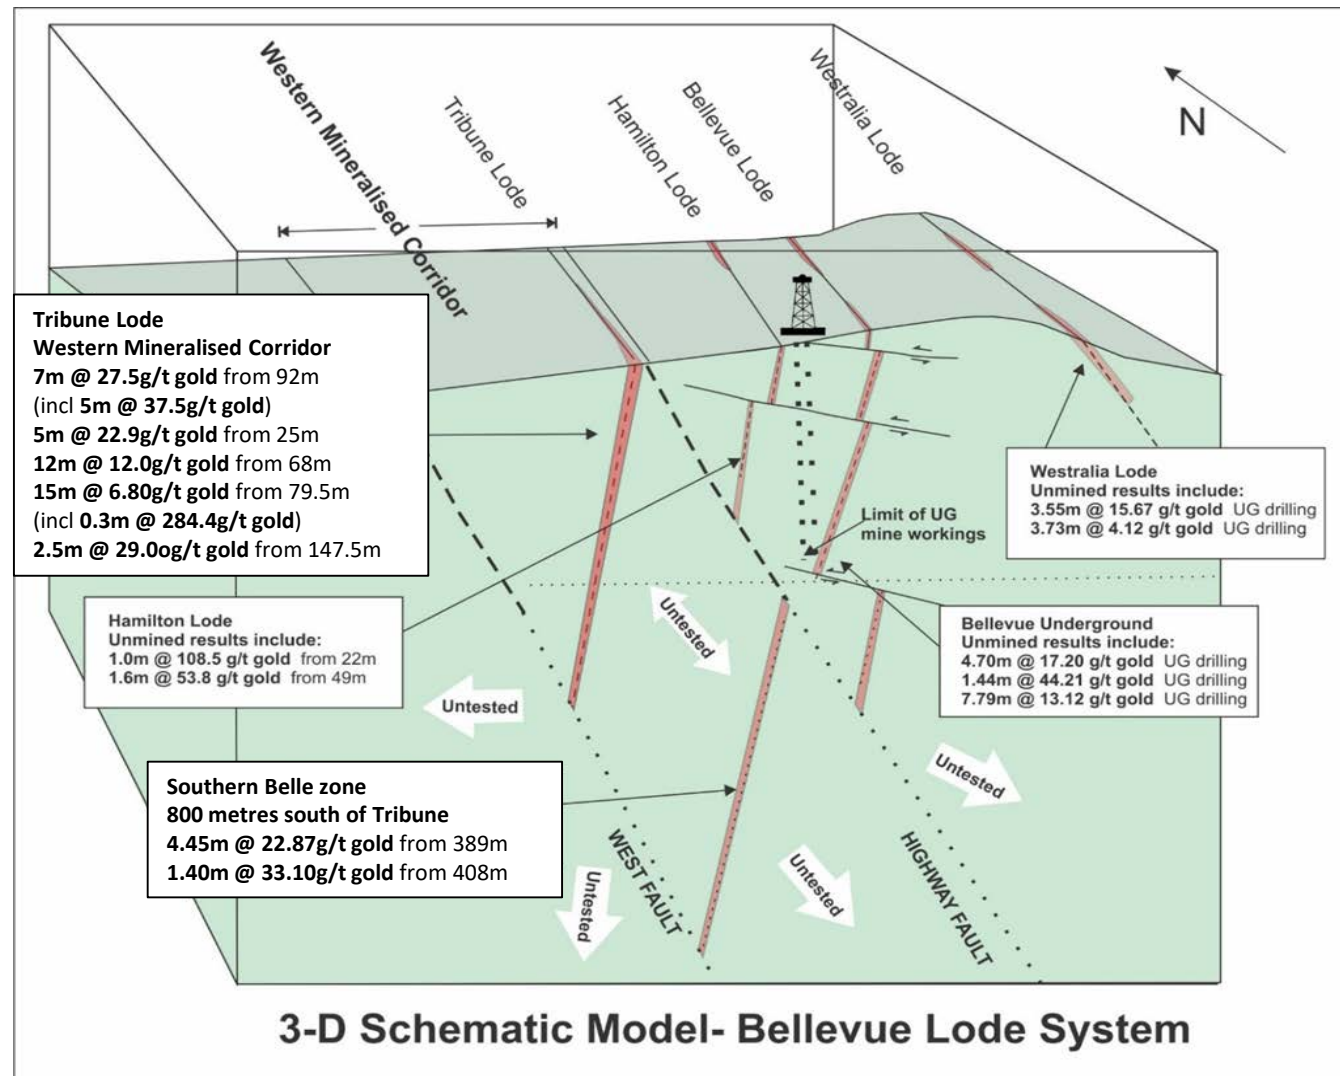 Western Mineralised Corridor
Tribune Lode
Hamilton Lode
Bellevue Lode
Westralia Lode
N
Tribune Lode
Western Mineralised Corridor
7m @ 27.5g/t gold from 92m
(incl 5m @ 37.5g/t gold)
5m @ 22.9g/t gold from 25m
12m @ 12.0g/t gold from 68m
15m @ 6.80g/t gold from 79.5m
(incl 0.3m @ 284.4g/t gold)
2.5m @ 29.0og/t gold from 147.5m
Westralia Lode
Unmined results include:
3.55m @ 15.67 g/t gold UG drilling
3.73m @ 4.12 g/t gold UG drilling
Limit of UG
mine workings
Hamilton Lode
Unmined results include:
1.0m @ 108.5 g/t gold from 22m
1.6m @ 53.8 g/t gold from 49m
Untested
Bellevue Underground
Unmined results include:
4.70m @ 17.20 g/t gold UG drilling
1.44m @ 44.21 g/t gold UG drilling
7.79m @ 13.12 g/t gold UG drilling
Untested
Untested
Southern Belle zone
800 metres south of Tribune
4.45m @ 22.87g/t gold from 389m
1.40m @ 33.10g/t gold from 408m
WEST FAULT
HIGHWAY FAULT
Untested
Untested
3-D Schematic Model- Bellevue Lode System